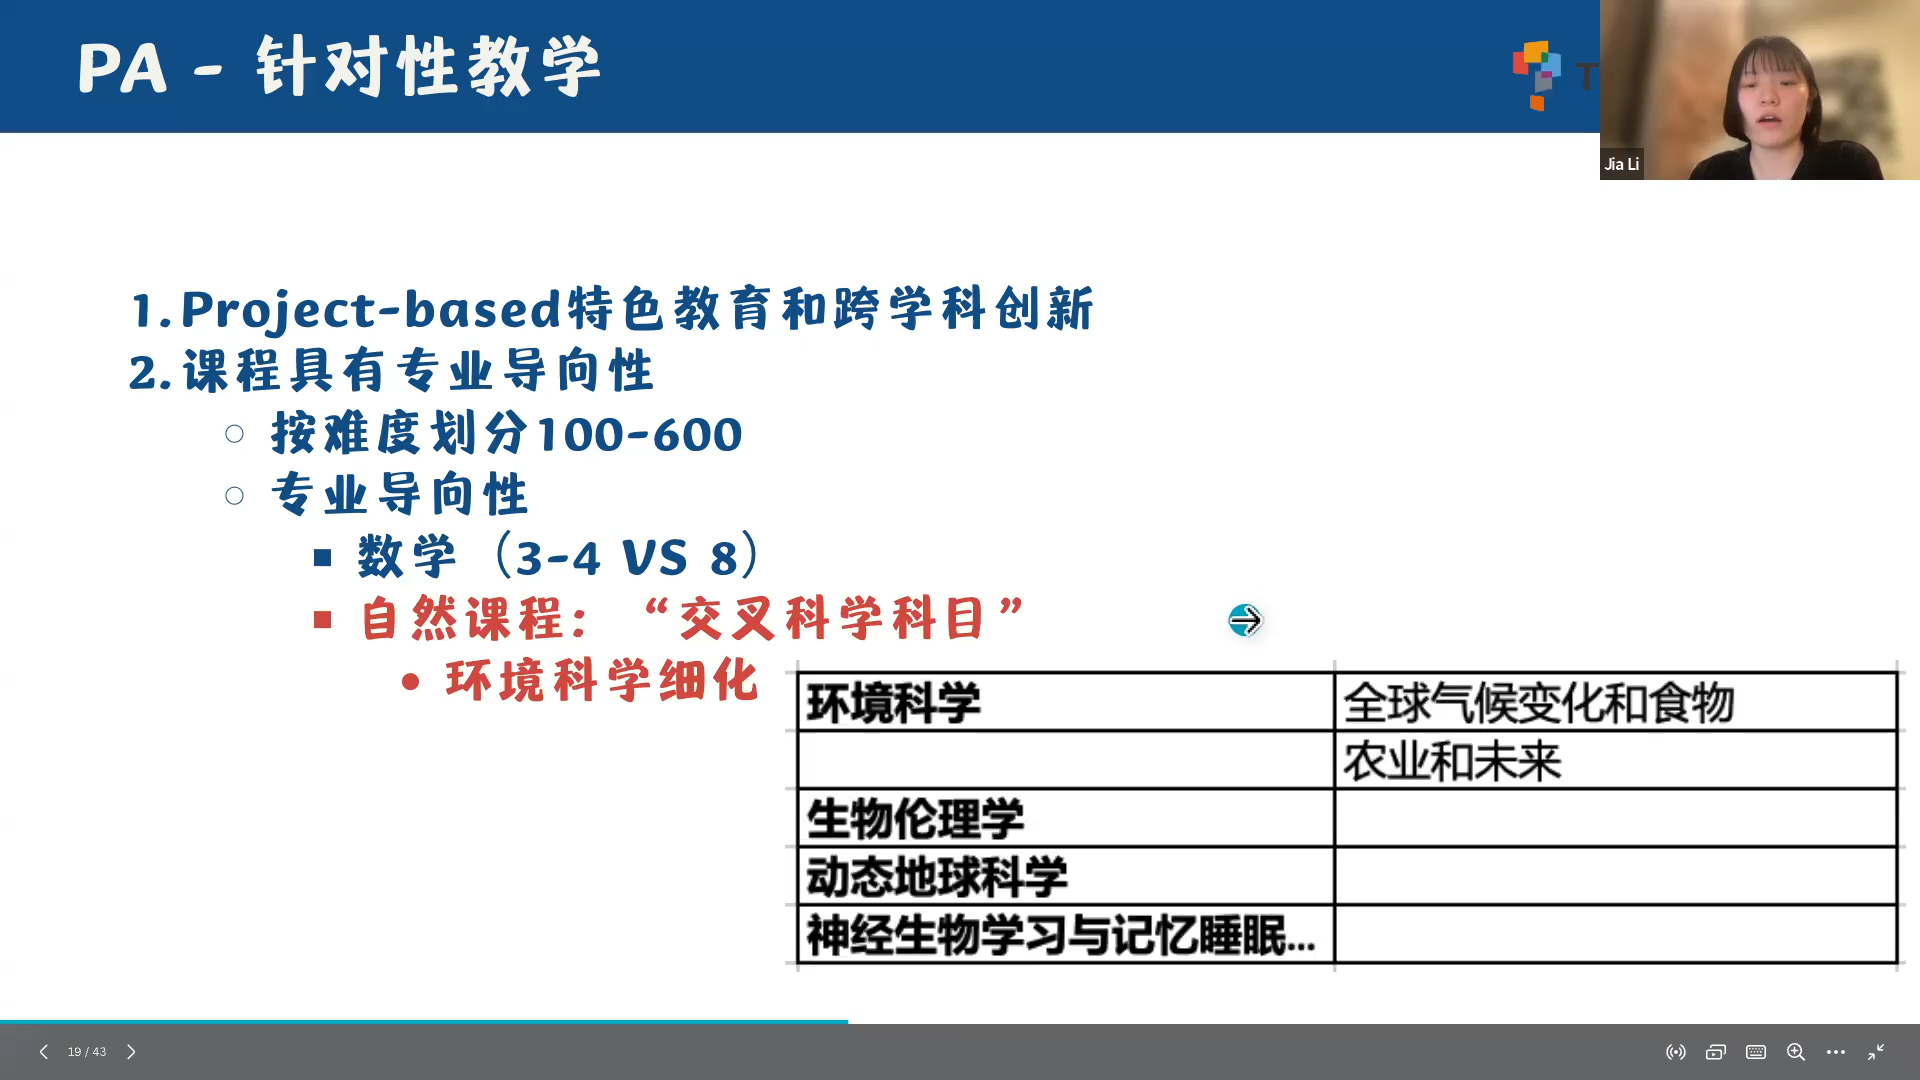 PA - 针对性教学
T
Jia Li
1. Project-based特色教育和跨学科创新
2. 课程具有专业导向性
○ 按难度划分100-600
○ 专业导向性
■ 数学（3-4 VS 8）
■ 自然课程：“交叉科学科目”
• 环境科学细化
环境科学 全球气候变化和食物
农业和未来
生物伦理学
动态地球科学
神经生物学习与记忆睡眠...
19 / 43